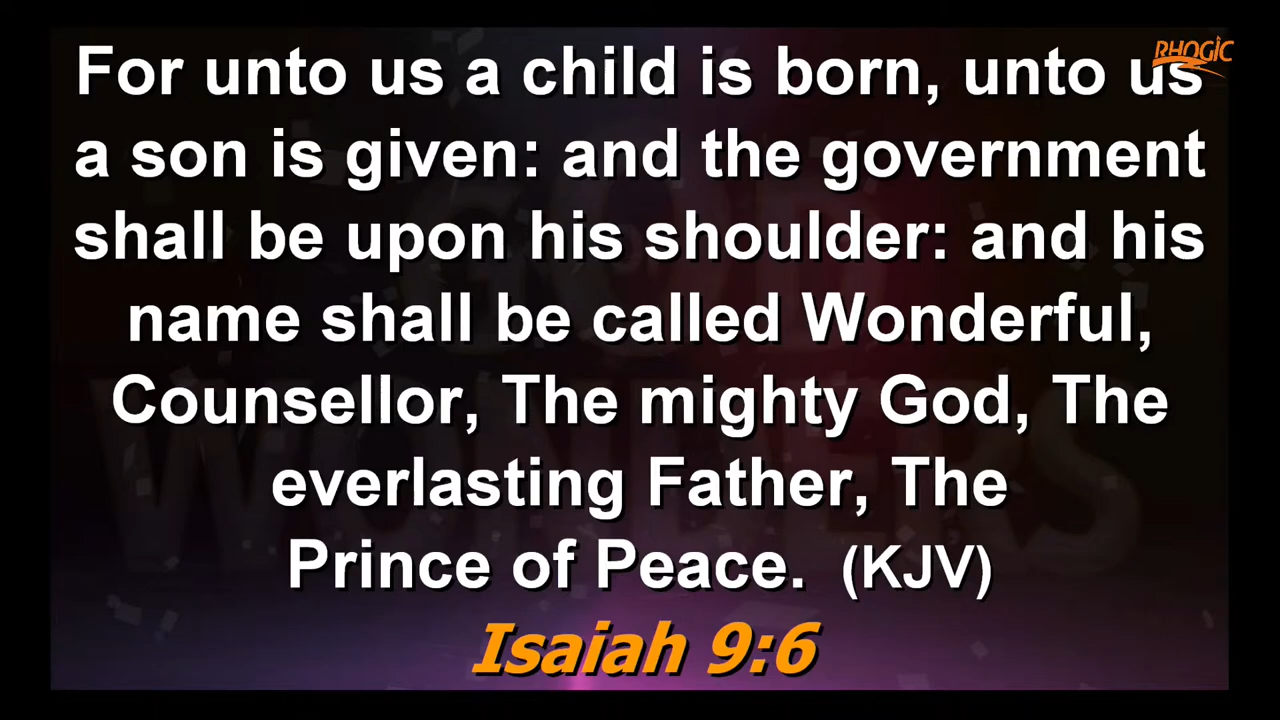 RHOGIC
For unto us a child is born, unto us
a son is given: and the government
shall be upon his shoulder: and his
name shall be called Wonderful,
Counsellor, The mighty God, The
everlasting Father, The
Prince of Peace. (KJV)
Isaiah 9:6
GOD
WONDERS